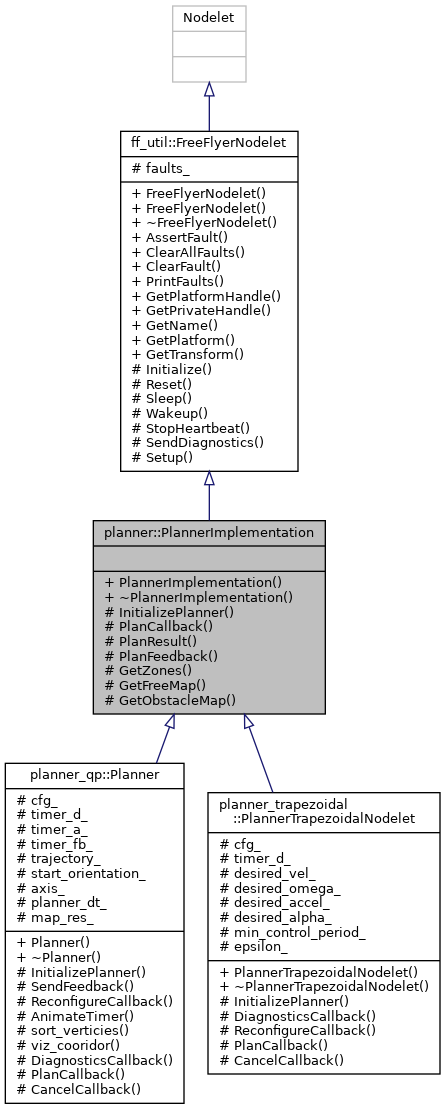 Nodelet
ff_util::FreeFlyerNodelet
# faults_
+ FreeFlyerNodelet()
+ FreeFlyerNodelet()
+ ~FreeFlyerNodelet()
+ AssertFault()
+ ClearAllFaults()
+ ClearFault()
+ PrintFaults()
+ GetPlatformHandle()
+ GetPrivateHandle()
+ GetName()
+ GetPlatform()
+ GetTransform()
# Initialize()
# Reset()
# Sleep()
# Wakeup()
# StopHeartbeat()
# SendDiagnostics()
# Setup()
planner::PlannerImplementation
+ PlannerImplementation()
+ ~PlannerImplementation()
# InitializePlanner()
# PlanCallback()
# PlanResult()
# PlanFeedback()
# GetZones()
# GetFreeMap()
# GetObstacleMap()
planner_qp::Planner
# cfg_
# timer_d_
# timer_a_
# timer_fb_
# trajectory_
# start_orientation_
# axis_
# planner_dt_
# map_res_
+ Planner()
+ ~Planner()
# InitializePlanner()
# SendFeedback()
# ReconfigureCallback()
# AnimateTimer()
# sort_verticies()
# viz_cooridor()
# DiagnosticsCallback()
# PlanCallback()
# CancelCallback()
planner_trapezoidal
::PlannerTrapezoidalNodelet
# cfg_
# timer_d_
# desired_vel_
# desired_omega_
# desired_accel_
# desired_alpha_
# min_control_period_
# epsilon_
+ PlannerTrapezoidalNodelet()
+ ~PlannerTrapezoidalNodelet()
# InitializePlanner()
# DiagnosticsCallback()
# ReconfigureCallback()
# PlanCallback()
# CancelCallback()